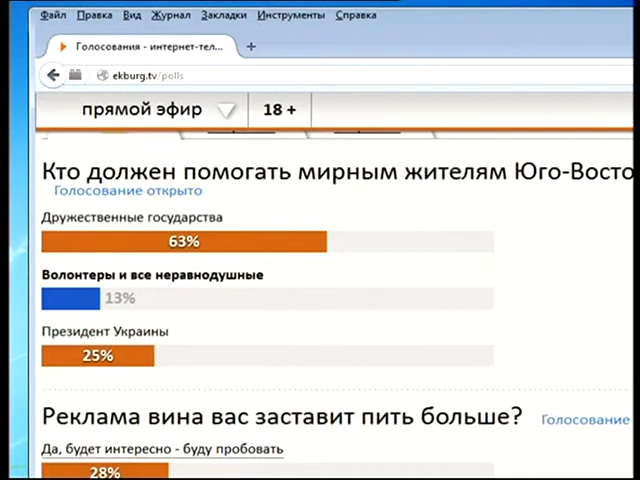 Файл Правка Вид Журнал Закладки Инструменты Справка
Голосования - интернет-тел... +
ekburg.tv/polls
прямой эфир 18 +
Кто должен помогать мирным жителям Юго-Восто
Голосование открыто
Дружественные государства
63%
Волонтеры и все неравнодушные
13%
Президент Украины
25%
Реклама вина вас заставит пить больше? Голосование
Да, будет интересно - буду пробовать
28%